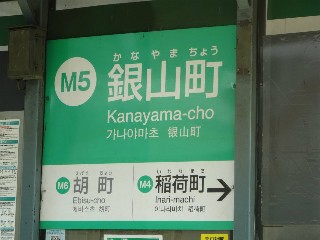 かなやまちょう
M5 銀山町
Kanayama-cho
가나야마초 銀山町
M6 胡町
Ebisu-cho
M4 稲荷町
Inari-machi